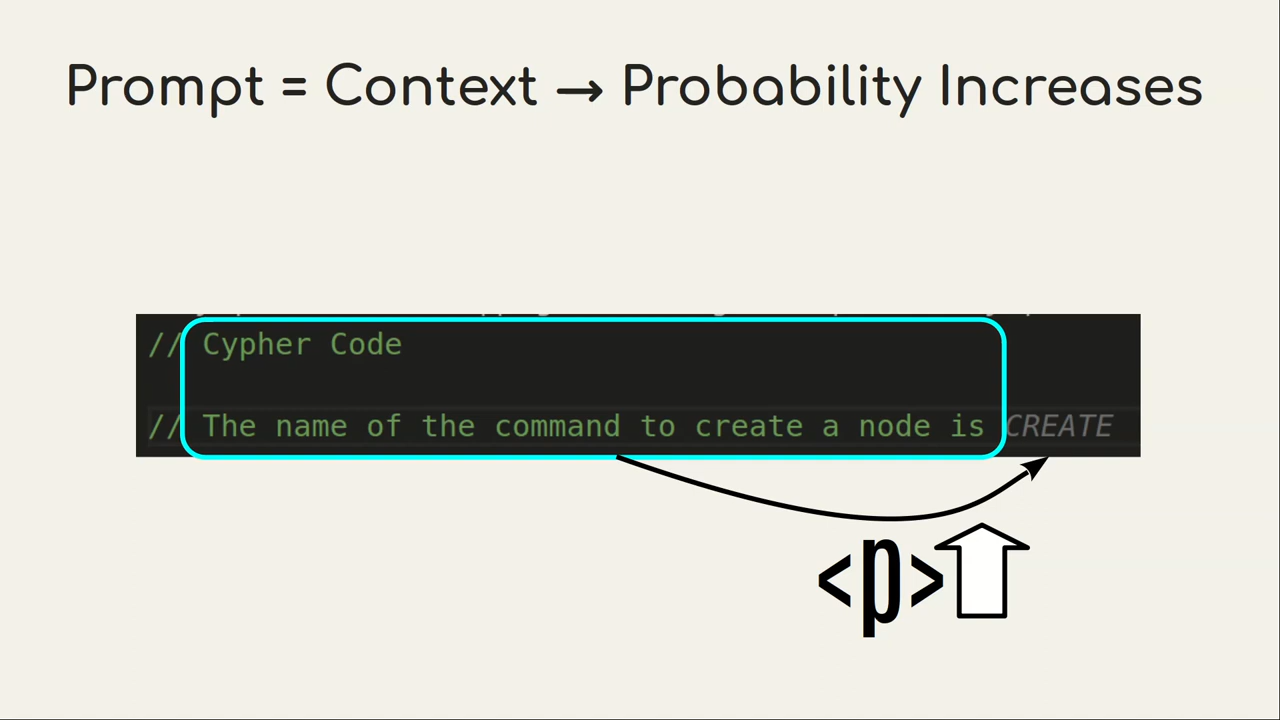 Prompt = Context → Probability Increases
// Cypher Code
// The name of the command to create a node is CREATE
<p>